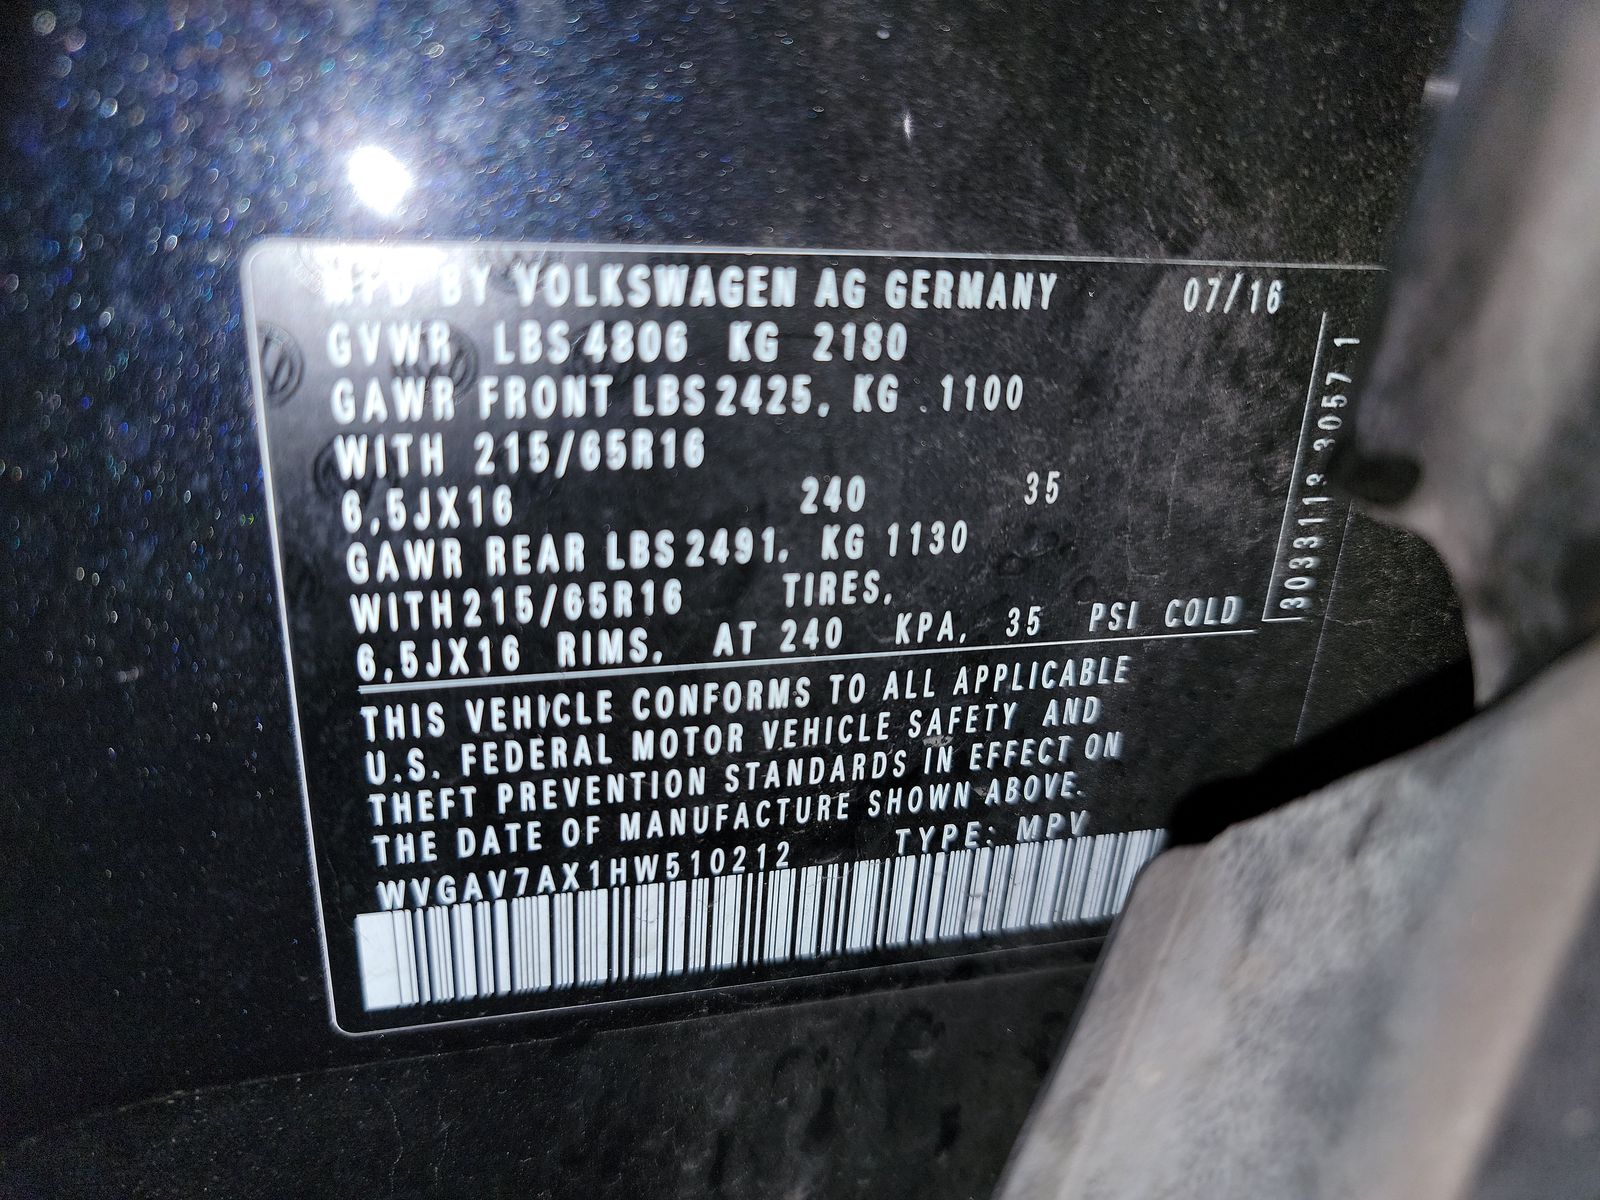 MFD BY VOLKSWAGEN AG GERMANY 07/16
GVWR LBS 4806 KG 2180
GAWR FRONT LBS 2425, KG 1100
WITH 215/65R16
6,5JX16 240 35
GAWR REAR LBS 2491, KG 1130
WITH 215/65R16 TIRES,
6,5JX16 RIMS, AT 240 KPA, 35 PSI COLD
THIS VEHICLE CONFORMS TO ALL APPLICABLE
U.S. FEDERAL MOTOR VEHICLE SAFETY AND
THEFT PREVENTION STANDARDS IN EFFECT ON
THE DATE OF MANUFACTURE SHOWN ABOVE.
WVGAV7AX1HW510212 TYPE: MPV
3057 1